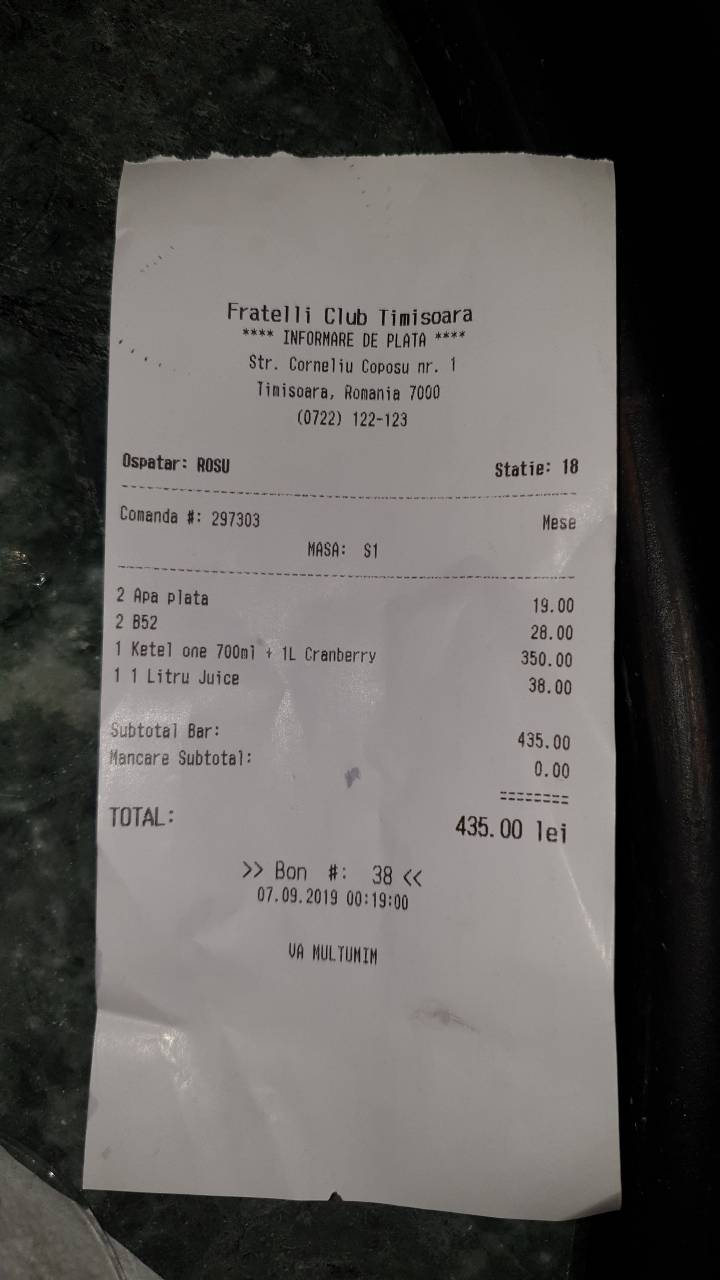 Fratelli Club Timisoara
**** INFORMARE DE PLATA ****
Str. Corneliu Coposu nr. 1
Timisoara, Romania 7000
(0722) 122-123
Ospatar: ROSU Statie: 18
Comanda #: 297303 Mese
MASA: S1
2 Apa plata 19.00
2 B52 28.00
1 Ketel one 700ml + 1L Cranberry 350.00
1 1 Litru Juice 38.00
Subtotal Bar: 435.00
Mancare Subtotal: 0.00
========
TOTAL: 435.00 lei
>> Bon #: 38 <<
07.09.2019 00:19:00
VA MULTUMIM